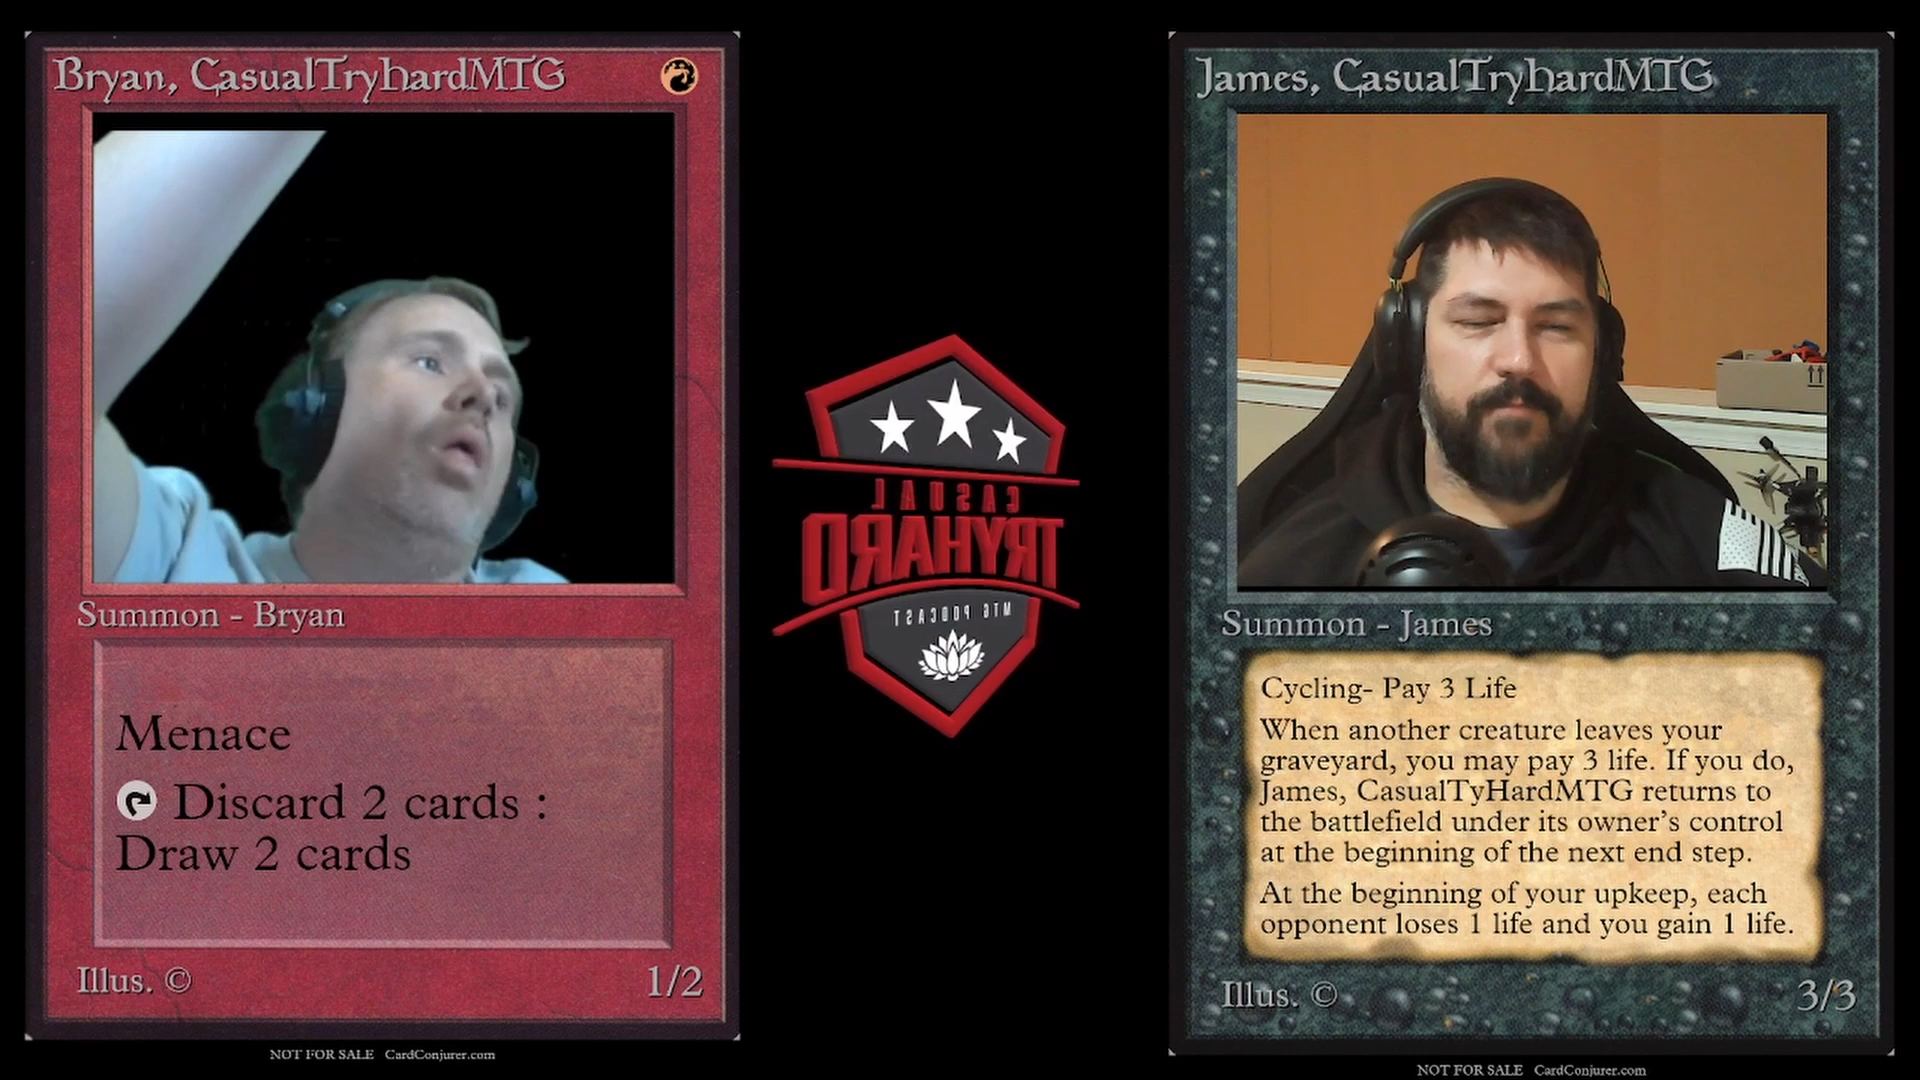 Bryan, CasualTryhardMTG
Summon - Bryan
Menace
Discard 2 cards :
Draw 2 cards
Illus. ©
1/2
NOT FOR SALE CardConjurer.com
CASUAL
TRYHARD
MTG PODCAST
James, CasualTryhardMTG
Summon - James
Cycling- Pay 3 Life
When another creature leaves your
graveyard, you may pay 3 life. If you do,
James, CasualTyHardMTG returns to
the battlefield under its owner's control
at the beginning of the next end step.
At the beginning of your upkeep, each
opponent loses 1 life and you gain 1 life.
Illus. ©
3/3
NOT FOR SALE CardConjurer.com